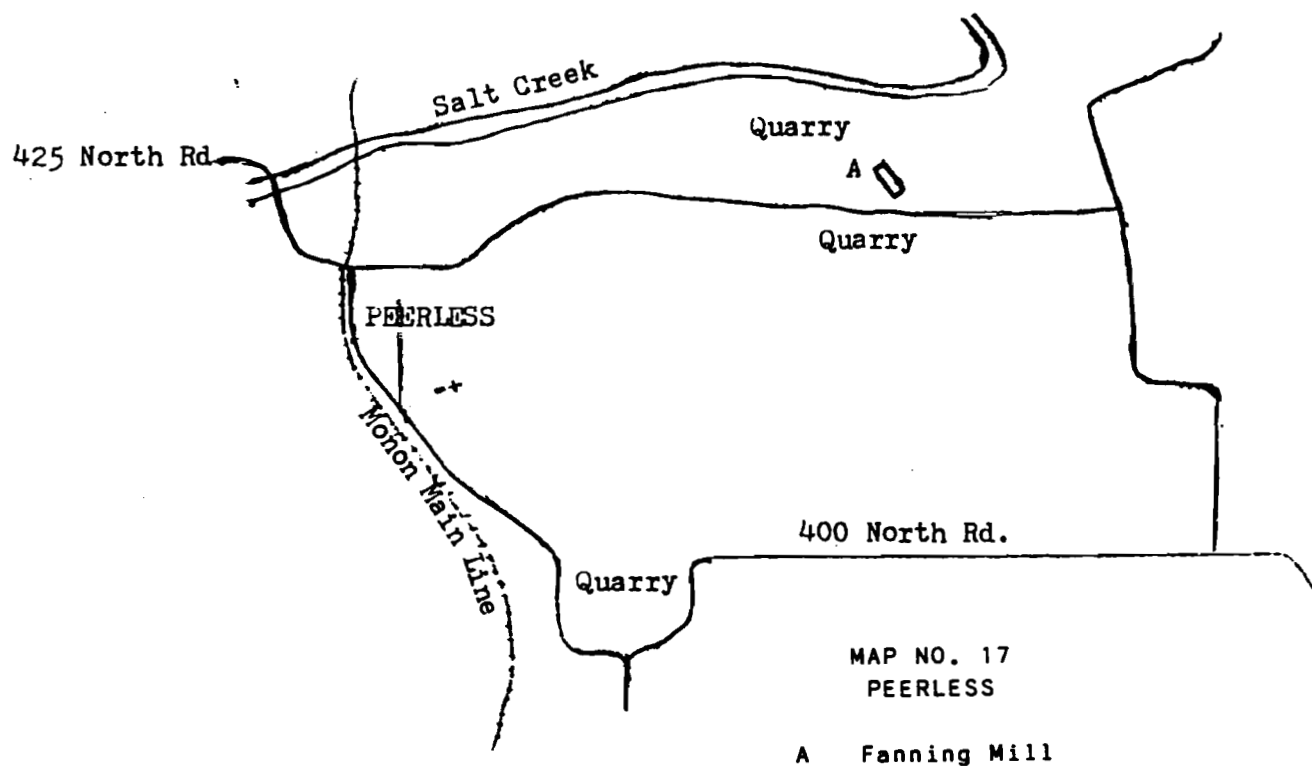 Salt Creek
Quarry
425 North Rd
A
Quarry
PEERLESS
Monon Main Line
400 North Rd.
Quarry
MAP NO. 17
PEERLESS
A Fanning Mill